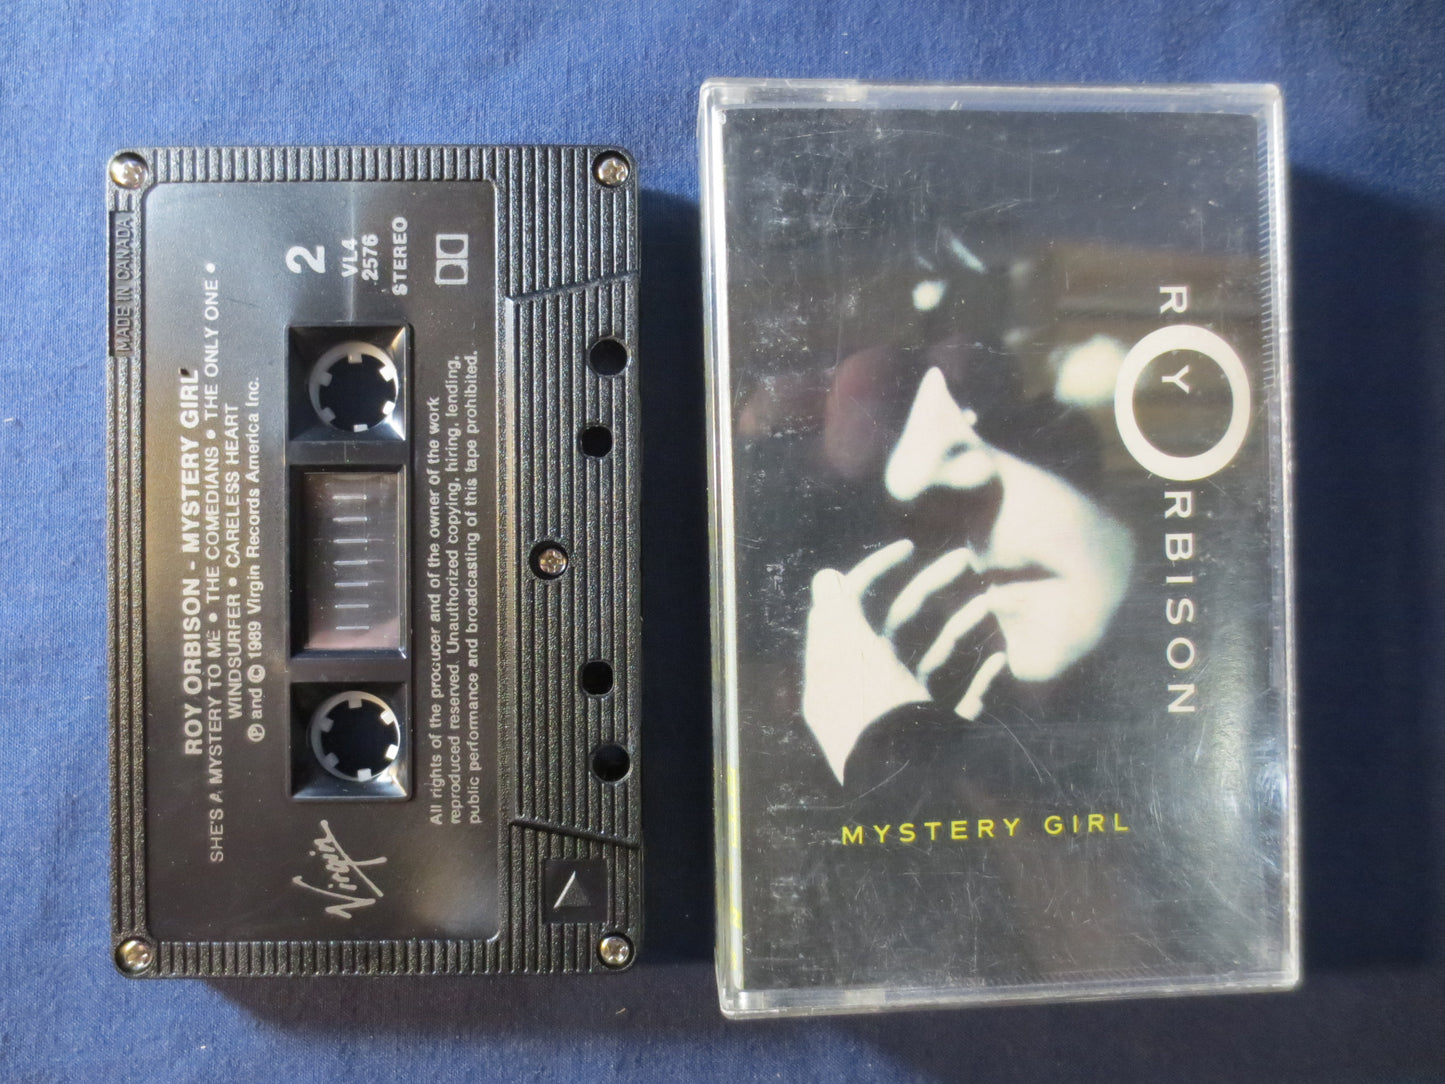 MADE IN CANADA
ROY ORBISON - MYSTERY GIRL
SHE'S A MYSTERY TO ME • THE COMEDIANS • THE ONLY ONE •
WINDSURFER • CARELESS HEART
℗ and © 1989 Virgin Records America Inc.
2
VL4
2576
STEREO
All rights of the producer and of the owner of the work
reproduced reserved. Unauthorized copying, hiring, lending,
public performance and broadcasting of this tape prohibited.
Virgin
ROY
ORBISON
MYSTERY GIRL